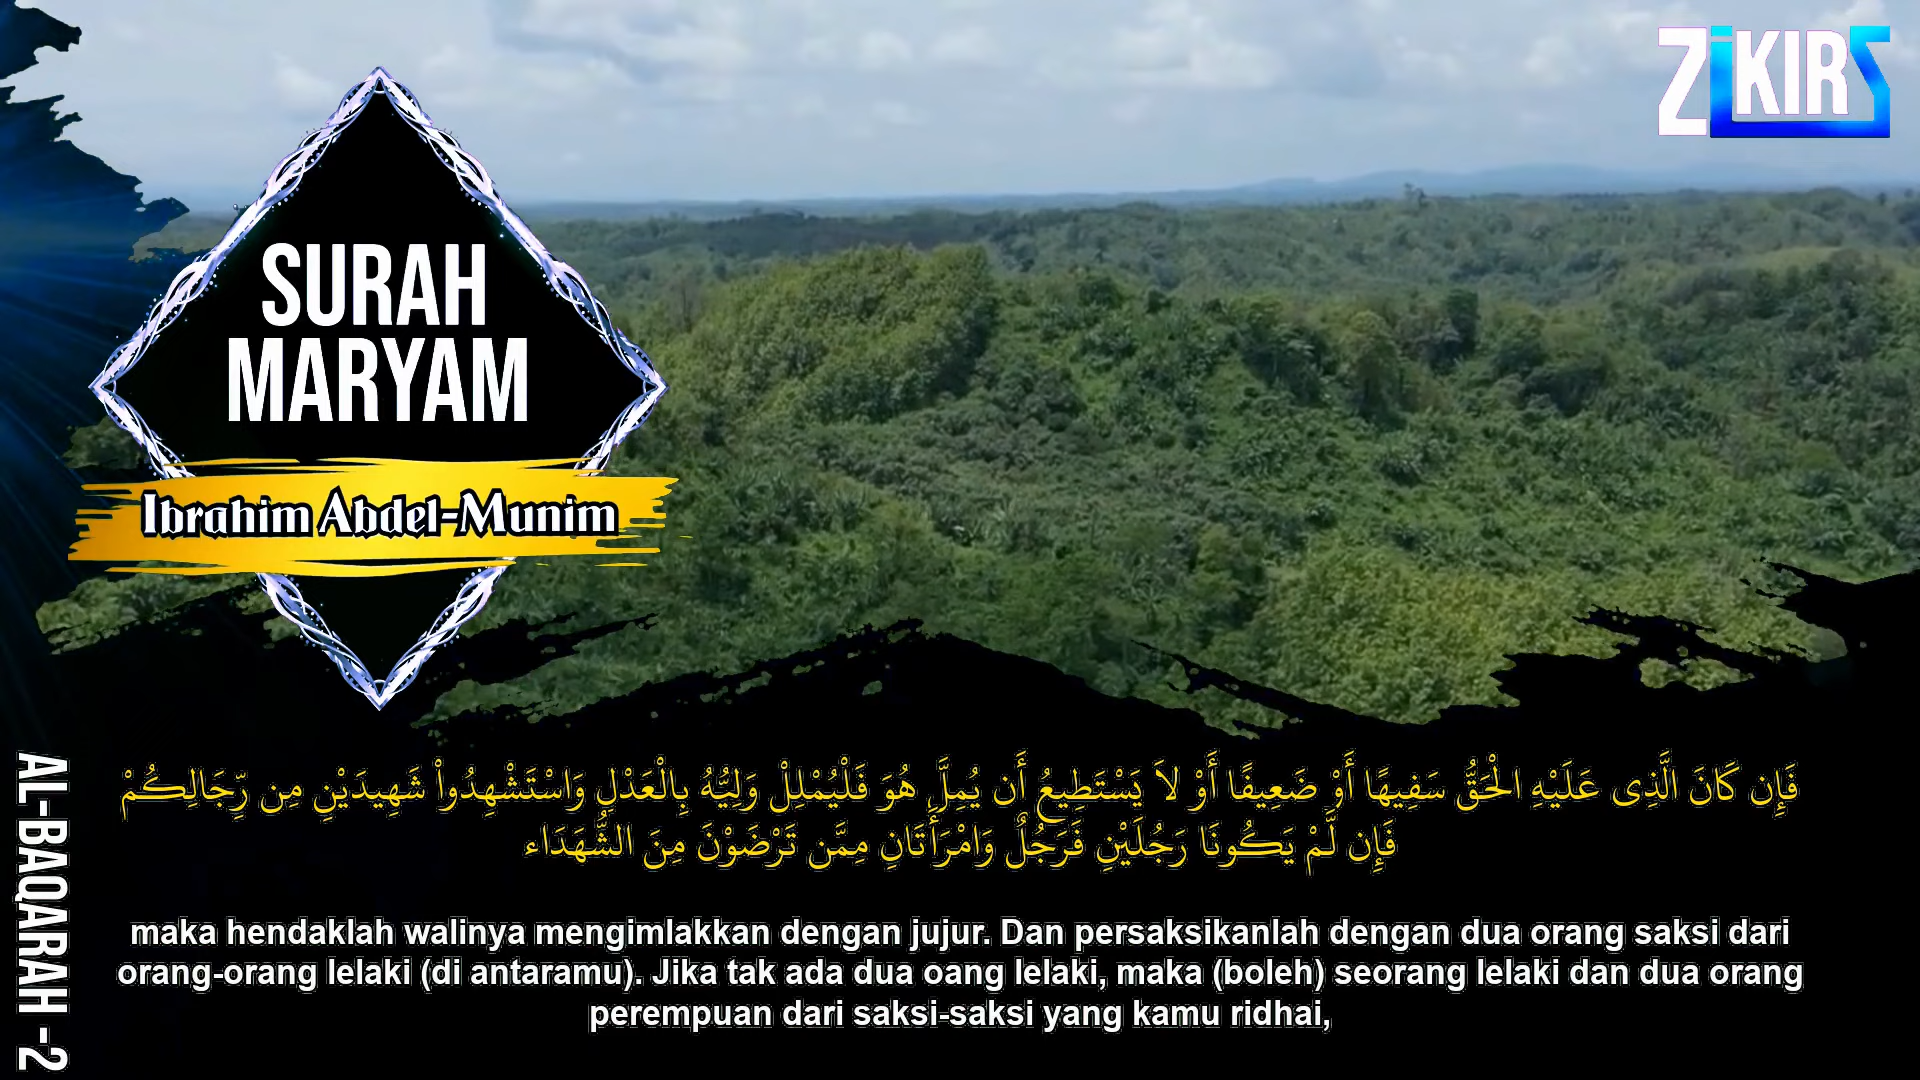 ZiKIRS
SURAH
MARYAM
Ibrahim Abdel-Munim
AL-BAQARAH -2
فَإِن كَانَ الَّذِى عَلَيْهِ الْحَقُّ سَفِيهًا أَوْ ضَعِيفًا أَوْ لاَ يَسْتَطِيعُ أَن يُمِلَّ هُوَ فَلْيُمْلِلْ وَلِيُّهُ بِالْعَدْلِ وَاسْتَشْهِدُواْ شَهِيدَيْنِ مِن رِّجَالِكُمْ
فَإِن لَّمْ يَكُونَا رَجُلَيْنِ فَرَجُلٌ وَامْرَأَتَانِ مِمَّن تَرْضَوْنَ مِنَ الشُّهَدَاء
maka hendaklah walinya mengimlakkan dengan jujur. Dan persaksikanlah dengan dua orang saksi dari
orang-orang lelaki (di antaramu). Jika tak ada dua oang lelaki, maka (boleh) seorang lelaki dan dua orang
perempuan dari saksi-saksi yang kamu ridhai,